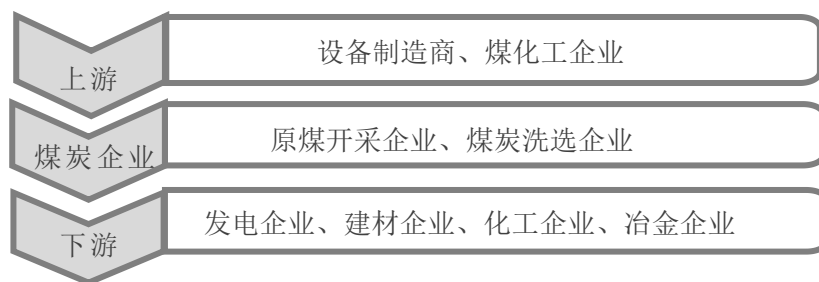 上游
设备制造商、煤化工企业
煤炭企业
原煤开采企业、煤炭洗选企业
下游
发电企业、建材企业、化工企业、冶金企业